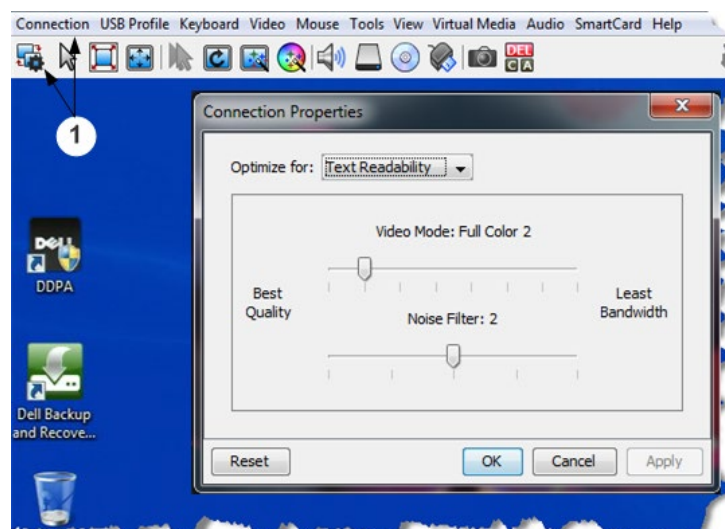 Connection USB Profile Keyboard Video Mouse Tools View Virtual Media Audio SmartCard Help
DEL
C A
1
Connection Properties
Optimize for: Text Readability
Video Mode: Full Color 2
Best
Quality
Least
Bandwidth
Noise Filter: 2
DELL
DDPA
Dell Backup
and Recove...
Reset OK Cancel Apply